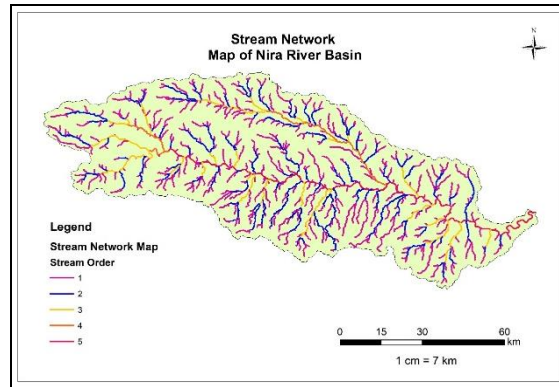 Stream Network
Map of Nira River Basin
N
Legend
Stream Network Map
Stream Order
1
2
3
4
5
0 15 30 60
km
1 cm = 7 km